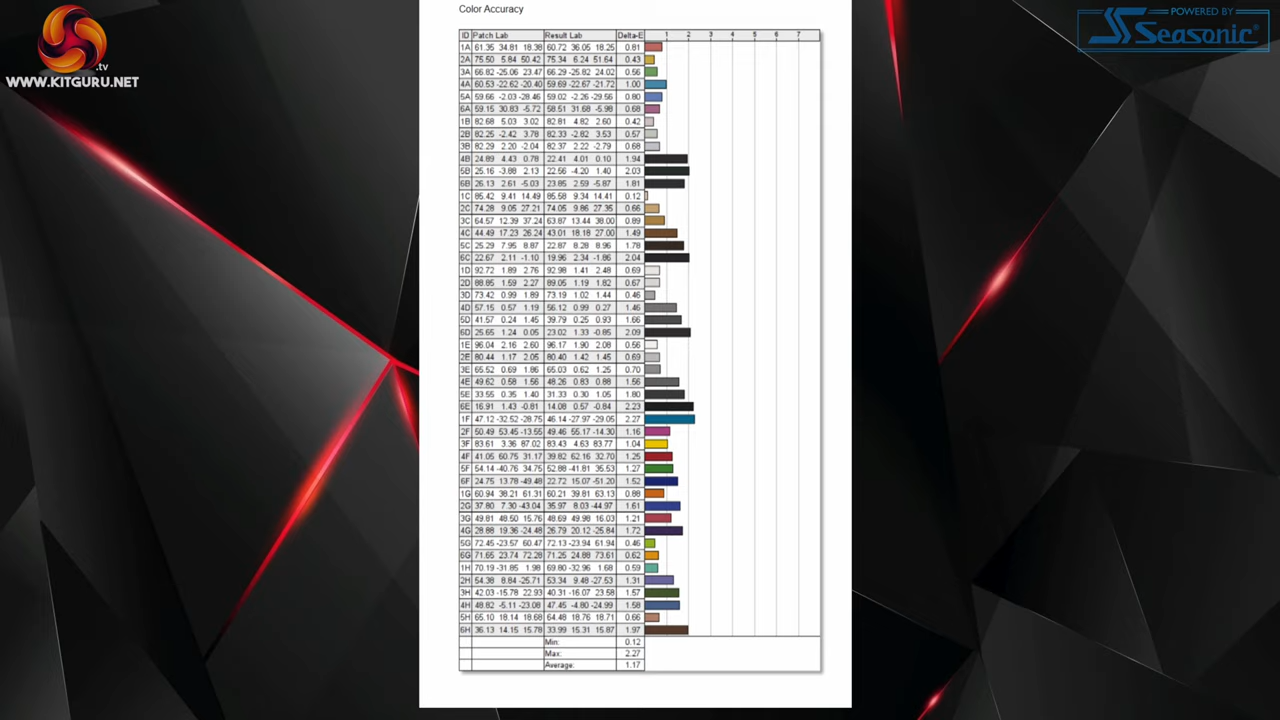 Color Accuracy
POWERED BY
Seasonic
.tv
WWW.KITGURU.NET
ID Patch Lab Result Lab Delta-E 1 2 3 4 5 6 7
1A 61.35 34.81 18.38 60.72 36.05 18.25 0.81
2A 75.50 5.84 50.42 75.34 6.24 51.64 0.43
3A 66.82 -25.06 23.47 66.29 -25.82 24.02 0.56
4A 60.53 -22.62 -20.40 59.69 -22.67 -21.72 1.00
5A 59.66 -2.03 -28.46 59.02 -2.26 -29.56 0.80
6A 59.15 30.83 -5.72 58.51 31.68 -5.98 0.68
1B 82.68 5.03 3.02 82.81 4.82 2.60 0.42
2B 82.25 -2.42 3.78 82.33 -2.82 3.53 0.57
3B 82.29 2.20 -2.04 82.37 2.22 -2.79 0.68
4B 24.89 4.43 0.78 22.41 4.01 0.10 1.94
5B 25.16 -3.88 2.13 22.56 -4.20 1.40 2.03
6B 26.13 2.61 -5.03 23.85 2.59 -5.87 1.81
1C 85.42 9.41 14.49 85.58 9.34 14.41 0.12
2C 74.28 9.05 27.21 74.05 9.86 27.35 0.66
3C 64.57 12.39 37.24 63.87 13.44 38.00 0.89
4C 44.49 17.23 26.24 43.01 18.18 27.00 1.49
5C 25.29 7.95 8.87 22.87 8.28 8.96 1.78
6C 22.67 2.11 -1.10 19.96 2.34 -1.86 2.04
1D 92.72 1.89 2.76 92.98 1.41 2.48 0.69
2D 88.85 1.59 2.27 89.05 1.19 1.82 0.67
3D 73.42 0.99 1.89 73.19 1.02 1.44 0.46
4D 57.15 0.57 1.19 56.12 0.99 0.27 1.46
5D 41.57 0.24 1.45 39.79 0.25 0.93 1.66
6D 25.65 1.24 0.05 23.02 1.33 -0.85 2.09
1E 96.04 2.16 2.60 96.17 1.90 2.08 0.56
2E 80.44 1.17 2.05 80.40 1.42 1.45 0.69
3E 65.52 0.69 1.86 65.03 0.62 1.25 0.70
4E 49.62 0.58 1.56 48.26 0.83 0.88 1.56
5E 33.55 0.35 1.40 31.33 0.30 1.05 1.80
6E 16.91 1.43 -0.81 14.08 0.57 -0.84 2.23
1F 47.12 -32.52 -28.75 46.14 -27.97 -29.05 2.27
2F 50.49 53.45 -13.55 49.46 55.17 -14.30 1.16
3F 83.61 3.36 87.02 83.43 4.63 83.77 1.04
4F 41.05 60.75 31.17 39.82 62.16 32.70 1.25
5F 54.14 -40.76 34.75 52.88 -41.81 35.53 1.27
6F 24.75 13.78 -49.48 22.72 15.07 -51.20 1.52
1G 60.94 38.21 61.31 60.21 39.81 63.13 0.88
2G 37.80 7.30 -43.04 35.97 8.03 -44.97 1.61
3G 49.81 48.50 15.76 48.69 49.98 16.03 1.21
4G 28.88 19.36 -24.48 26.79 20.12 -25.84 1.72
5G 72.45 -23.57 60.47 72.13 -23.94 61.94 0.46
6G 71.65 23.74 72.28 71.25 24.88 73.61 0.62
1H 70.19 -31.85 1.98 69.80 -32.96 1.68 0.59
2H 54.38 8.84 -25.71 53.34 9.48 -27.53 1.31
3H 42.03 -15.78 22.93 40.31 -16.07 23.58 1.57
4H 48.82 -5.11 -23.08 47.45 -4.80 -24.99 1.58
5H 65.10 18.14 18.68 64.48 18.76 18.71 0.66
6H 36.13 14.15 15.78 33.99 15.31 15.87 1.97
Min: 0.12
Max: 2.27
Average: 1.17